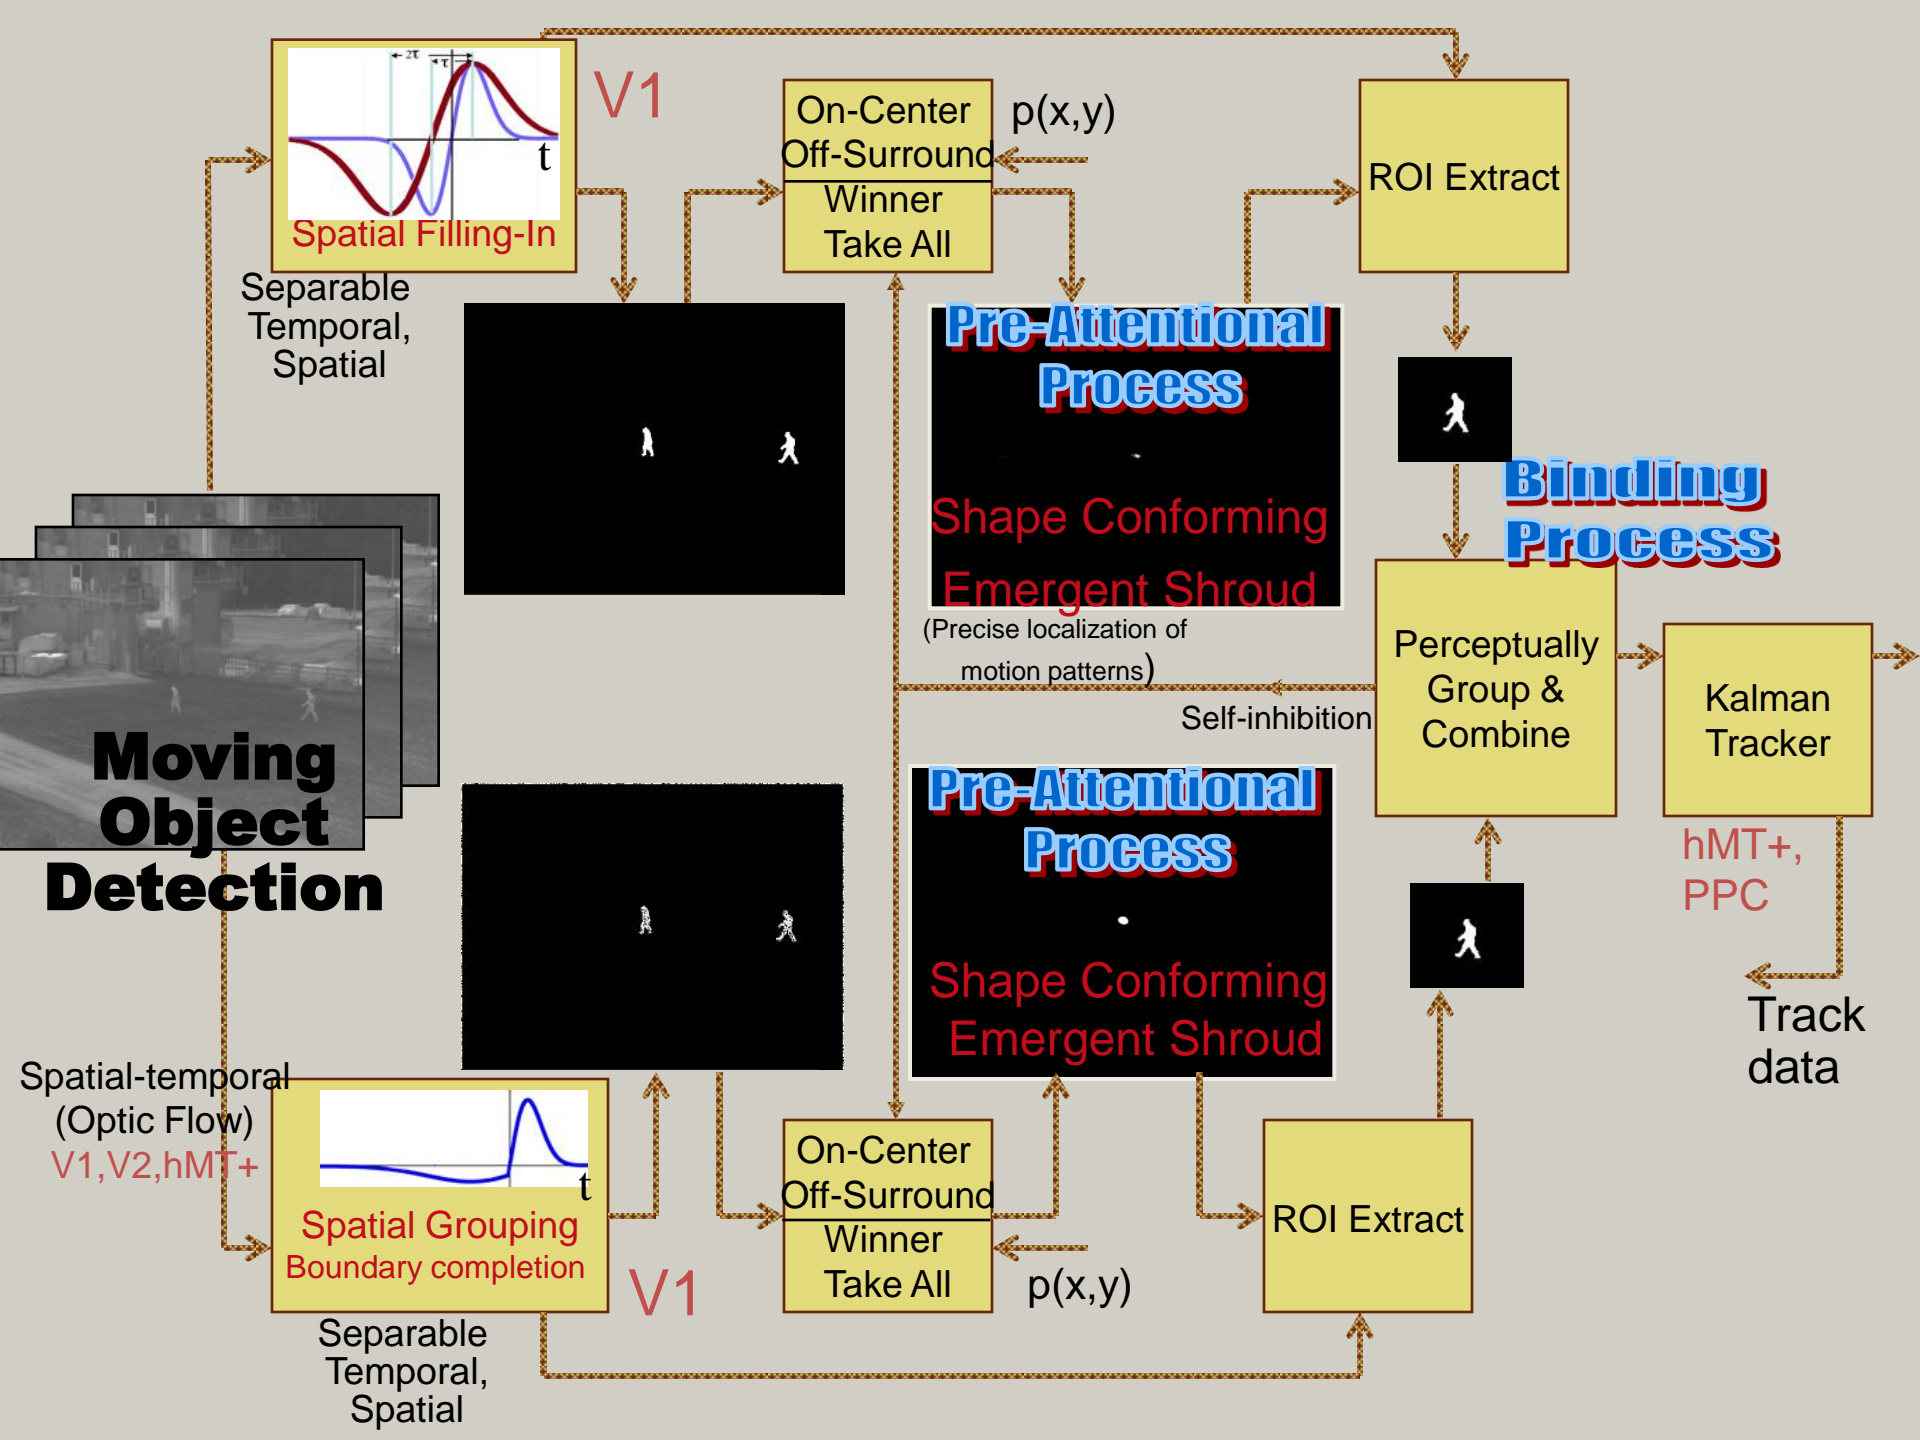 2τ
τ
t
Spatial Filling-In
V1
Separable
Temporal,
Spatial
On-Center
Off-Surround
Winner
Take All
p(x,y)
ROI Extract
Pre-Attentional
Process
Shape Conforming
Emergent Shroud
(Precise localization of
motion patterns)
Binding
Process
Perceptually
Group &
Combine
Self-inhibition
Kalman
Tracker
hMT+,
PPC
Track
data
Moving
Object
Detection
Pre-Attentional
Process
Shape Conforming
Emergent Shroud
Spatial-temporal
(Optic Flow)
V1,V2,hMT+
t
Spatial Grouping
Boundary completion
V1
Separable
Temporal,
Spatial
On-Center
Off-Surround
Winner
Take All
p(x,y)
ROI Extract